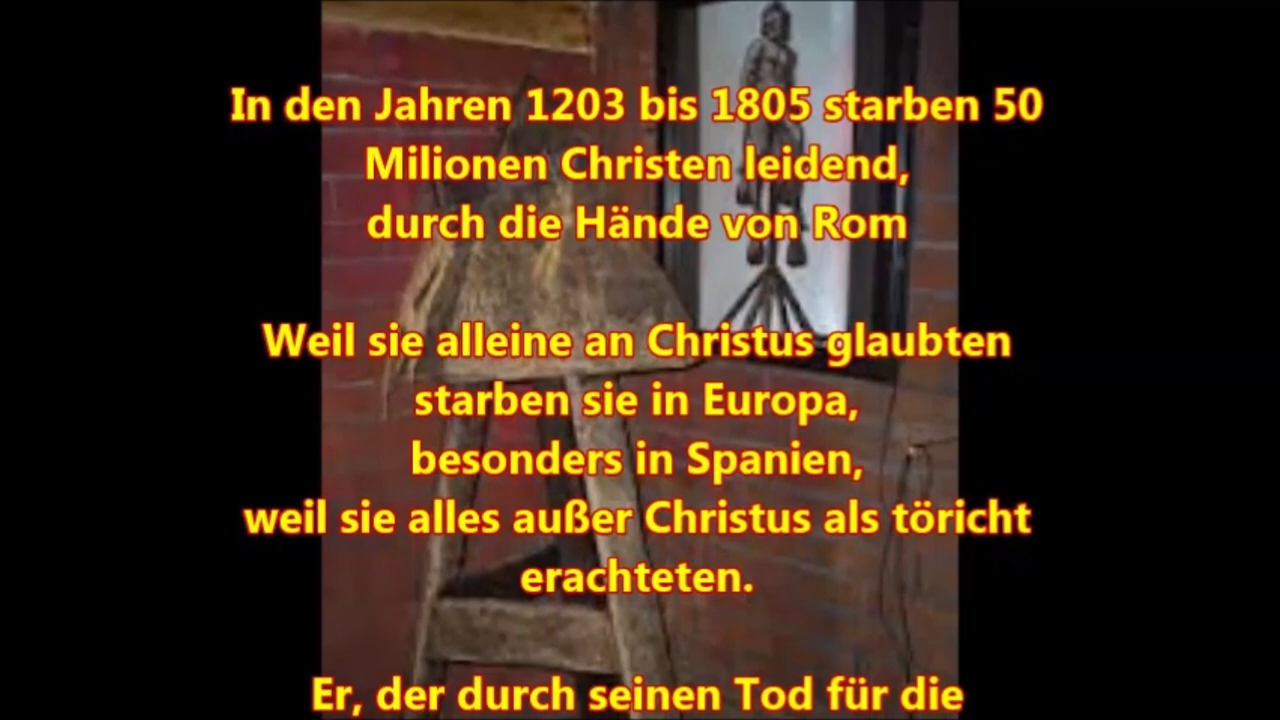 In den Jahren 1203 bis 1805 starben 50
Milionen Christen leidend,
durch die Hände von Rom
Weil sie alleine an Christus glaubten
starben sie in Europa,
besonders in Spanien,
weil sie alles außer Christus als töricht
erachteten.
Er, der durch seinen Tod für die